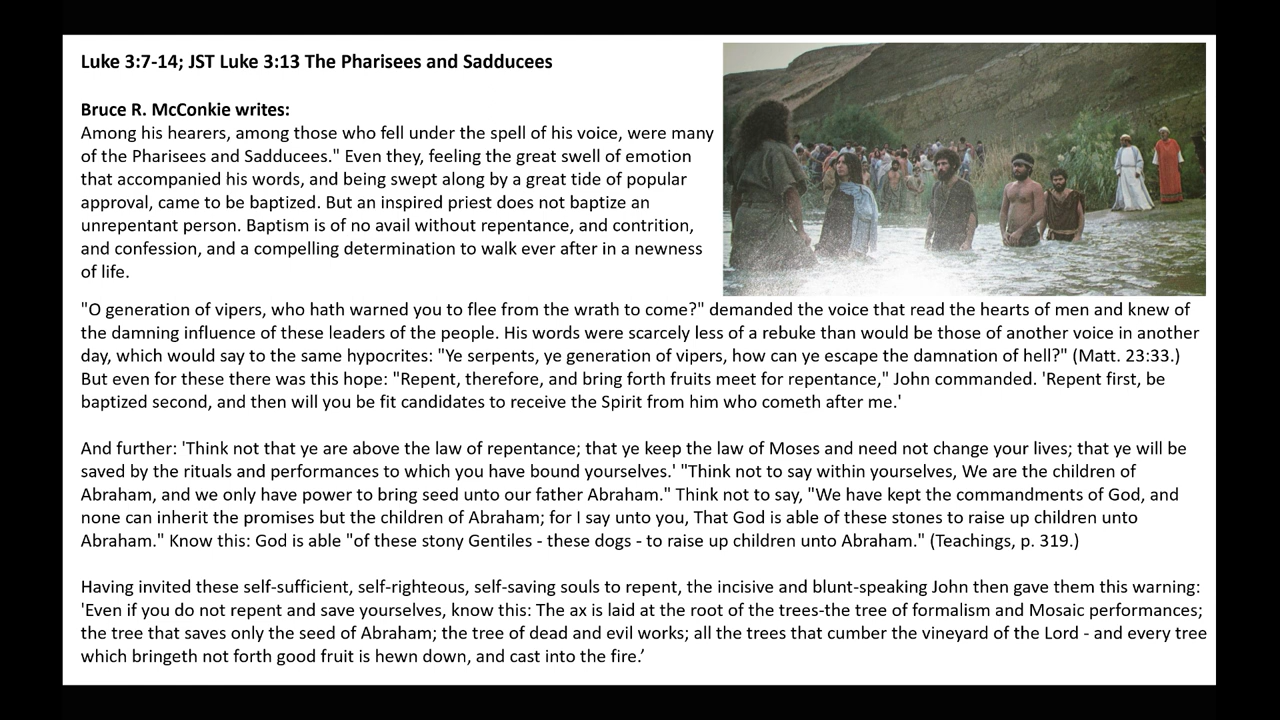 Luke 3:7-14; JST Luke 3:13 The Pharisees and Sadducees
Bruce R. McConkie writes:
Among his hearers, among those who fell under the spell of his voice, were many
of the Pharisees and Sadducees." Even they, feeling the great swell of emotion
that accompanied his words, and being swept along by a great tide of popular
approval, came to be baptized. But an inspired priest does not baptize an
unrepentant person. Baptism is of no avail without repentance, and contrition,
and confession, and a compelling determination to walk ever after in a newness
of life.
"O generation of vipers, who hath warned you to flee from the wrath to come?" demanded the voice that read the hearts of men and knew of
the damning influence of these leaders of the people. His words were scarcely less of a rebuke than would be those of another voice in another
day, which would say to the same hypocrites: "Ye serpents, ye generation of vipers, how can ye escape the damnation of hell?" (Matt. 23:33.)
But even for these there was this hope: "Repent, therefore, and bring forth fruits meet for repentance," John commanded. 'Repent first, be
baptized second, and then will you be fit candidates to receive the Spirit from him who cometh after me.'
And further: 'Think not that ye are above the law of repentance; that ye keep the law of Moses and need not change your lives; that ye will be
saved by the rituals and performances to which you have bound yourselves.' "Think not to say within yourselves, We are the children of
Abraham, and we only have power to bring seed unto our father Abraham." Think not to say, "We have kept the commandments of God, and
none can inherit the promises but the children of Abraham; for I say unto you, That God is able of these stones to raise up children unto
Abraham." Know this: God is able "of these stony Gentiles - these dogs - to raise up children unto Abraham." (Teachings, p. 319.)
Having invited these self-sufficient, self-righteous, self-saving souls to repent, the incisive and blunt-speaking John then gave them this warning:
'Even if you do not repent and save yourselves, know this: The ax is laid at the root of the trees-the tree of formalism and Mosaic performances;
the tree that saves only the seed of Abraham; the tree of dead and evil works; all the trees that cumber the vineyard of the Lord - and every tree
which bringeth not forth good fruit is hewn down, and cast into the fire.’